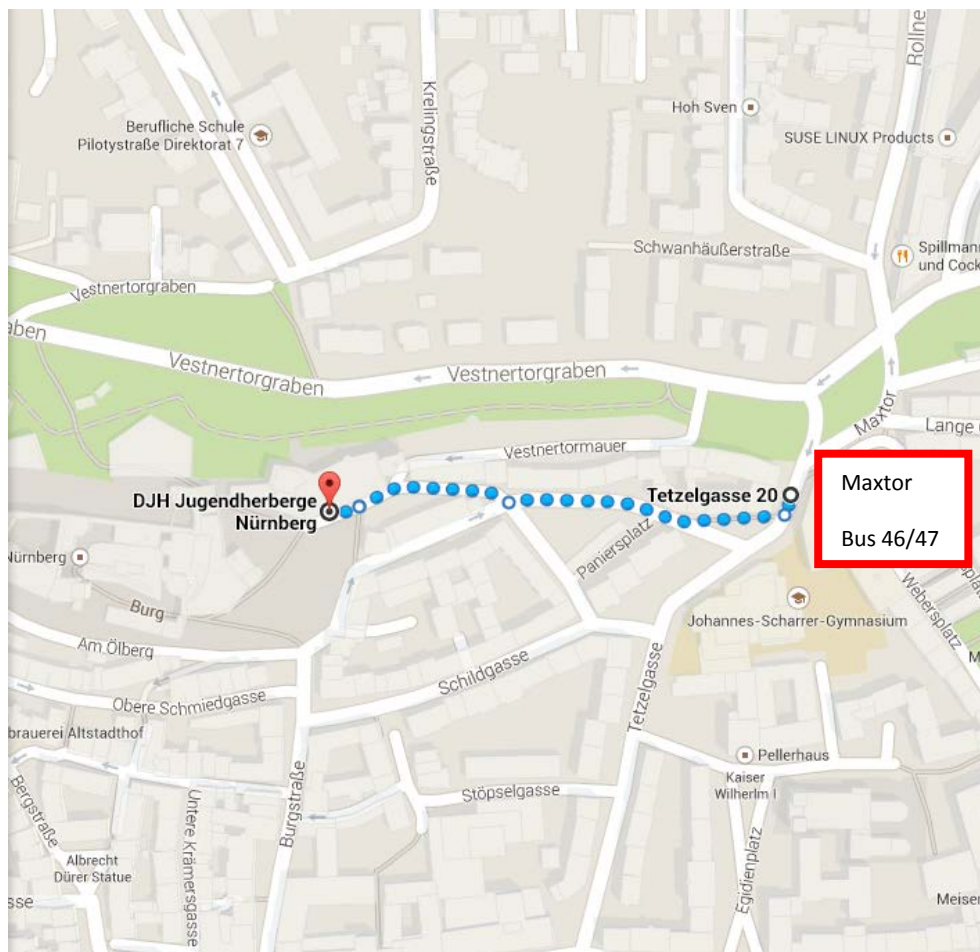 Rollne
Hoh Sven
SUSE LINUX Products
Berufliche Schule
Pilotystraße Direktorat 7
Krelingstraße
Schwanhäußerstraße
Spillmann
und Cock
Vestnertorgraben
aben
Vestnertorgraben
Vestnertorgraben
Maxtor
Lange
Vestnertormauer
DJH Jugendherberge
Nürnberg
Tetzelgasse 20
Maxtor
Bus 46/47
Paniersplatz
Nürnberg
Burg
Webersplatz
Johannes-Scharrer-Gymnasium
Am Ölberg
Schildgasse
Tetzelgasse
Obere Schmiedgasse
brauerei Altstadthof
Pellerhaus
Kaiser
Wilherlm I
Burgstraße
Stöpselgasse
Bergstraße
Untere Krämersgasse
Egidienplatz
Albrecht
Dürer Statue
sse
Meisen